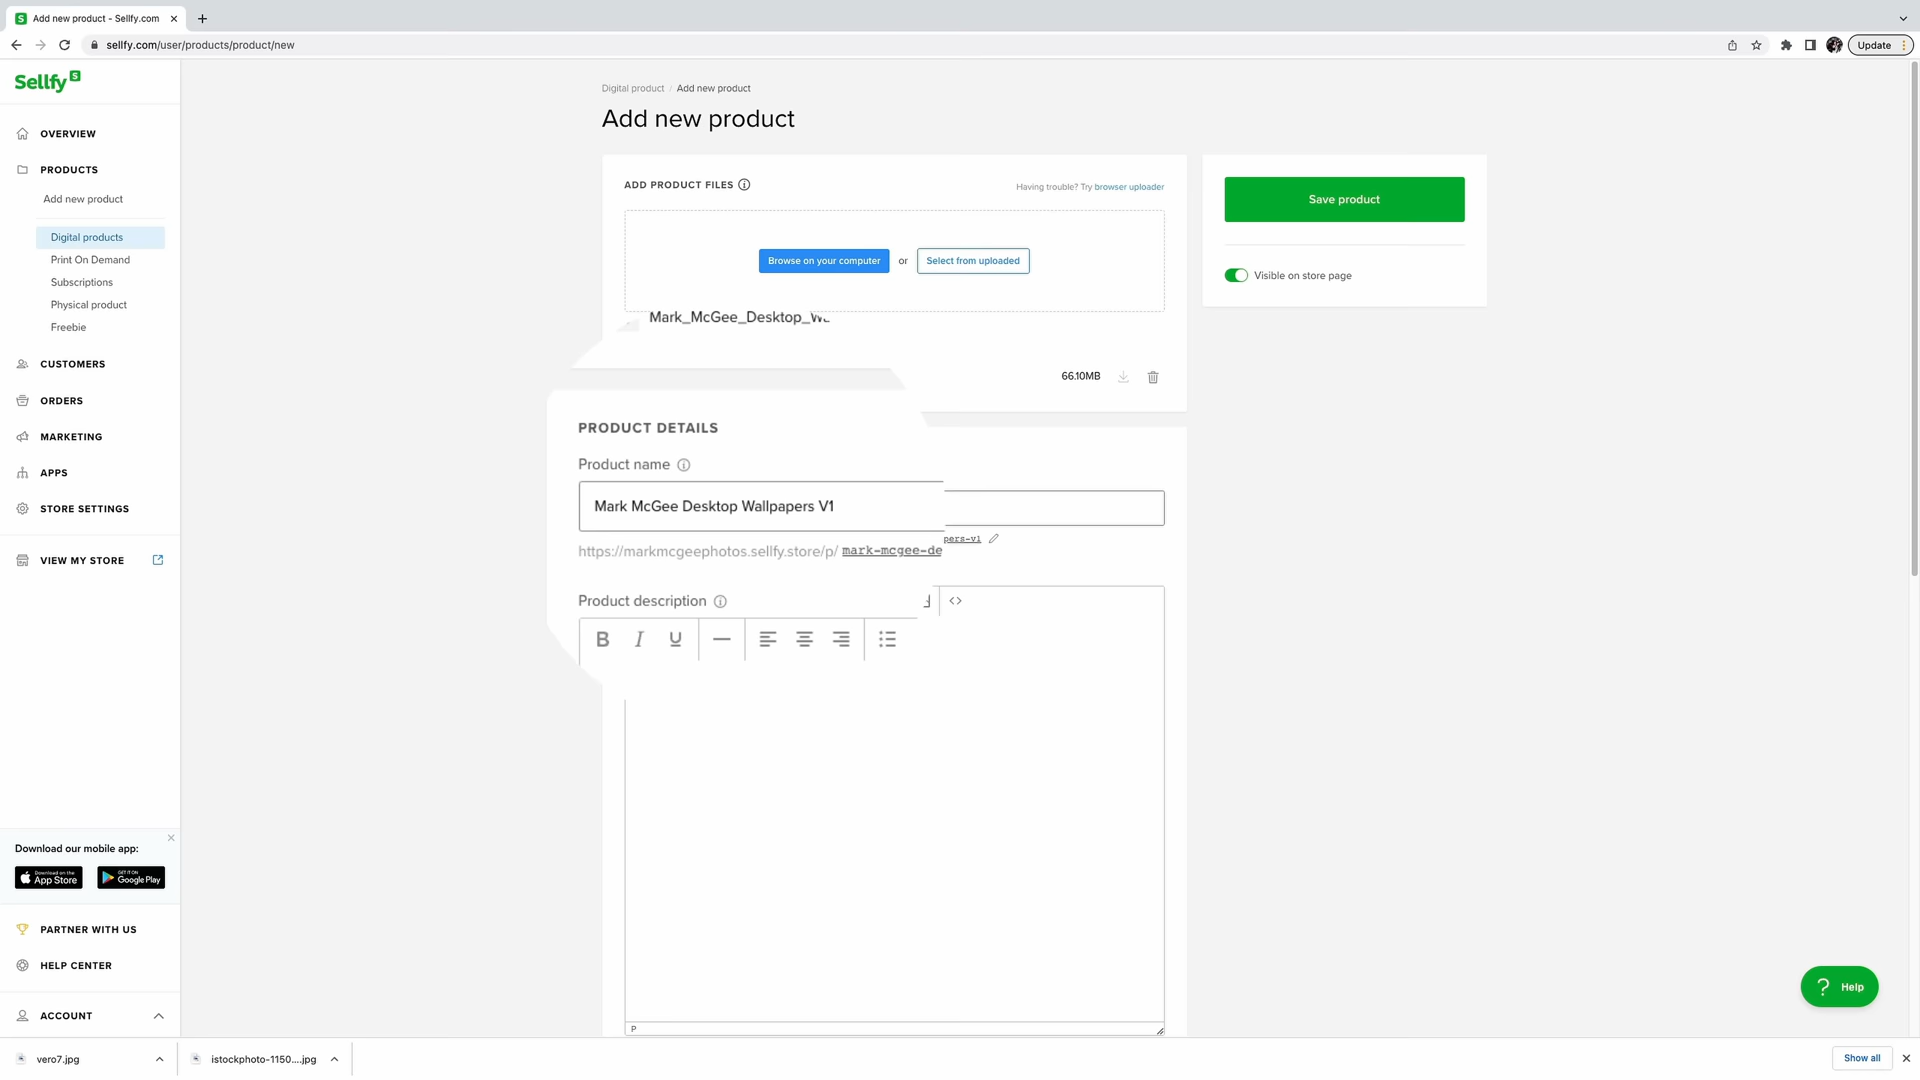 Add new product - Sellfy.com
sellfy.com/user/products/product/new
Update
Sellfy S
OVERVIEW
PRODUCTS
Add new product
Digital products
Print On Demand
Subscriptions
Physical product
Freebie
CUSTOMERS
ORDERS
MARKETING
APPS
STORE SETTINGS
VIEW MY STORE
Download our mobile app:
Download on the App Store
GET IT ON Google Play
PARTNER WITH US
HELP CENTER
ACCOUNT
Digital product / Add new product
Add new product
ADD PRODUCT FILES
Having trouble? Try browser uploader
Browse on your computer or Select from uploaded
Mark_McGee_Desktop_
66.10MB
PRODUCT DETAILS
Product name
Mark McGee Desktop Wallpapers V1
https://markmcgeephotos.sellfy.store/p/ mark-mcgee-de pers-v1
Product description
B I U <>
P
Save product
Visible on store page
? Help
vero7.jpg
istockphoto-1150....jpg
Show all